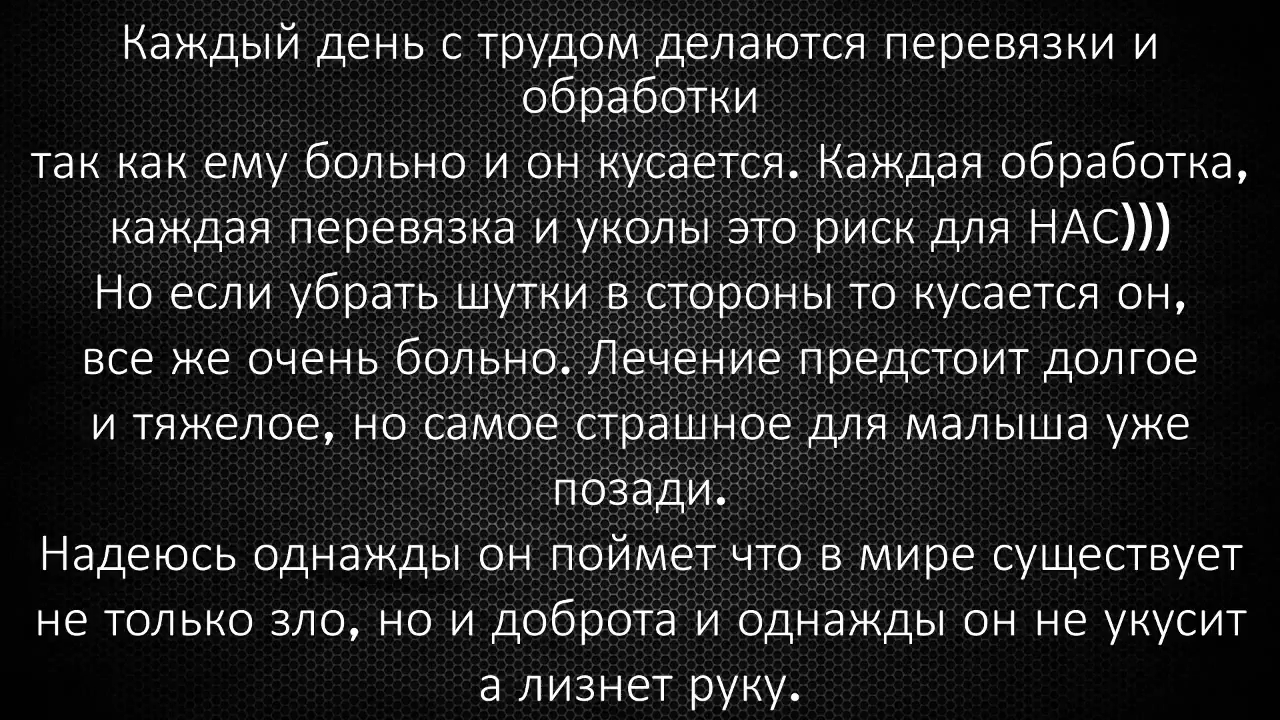 Каждый день с трудом делаются перевязки и
обработки
так как ему больно и он кусается. Каждая обработка,
каждая перевязка и уколы это риск для НАС)))
Но если убрать шутки в стороны то кусается он,
все же очень больно. Лечение предстоит долгое
и тяжелое, но самое страшное для малыша уже
позади.
Надеюсь однажды он поймет что в мире существует
не только зло, но и доброта и однажды он не укусит
а лизнет руку.